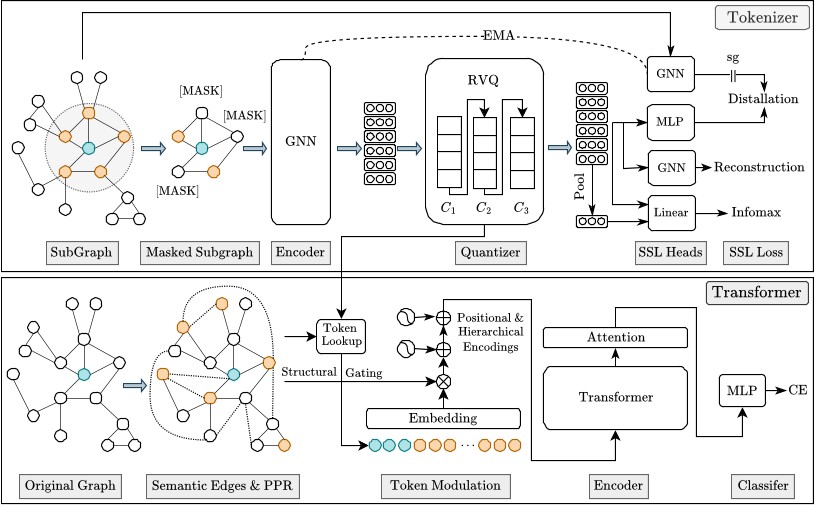 Tokenizer
EMA
[MASK]
[MASK]
[MASK]
GNN
RVQ
C1 C2 C3
Pool
GNN
sg
Distallation
MLP
GNN
Reconstruction
Linear
Infomax
SubGraph
Masked Subgraph
Encoder
Quantizer
SSL Heads
SSL Loss
Transformer
Token
Lookup
Structural Gating
Positional &
Hierarchical
Encodings
Embedding
...
Attention
Transformer
MLP
CE
Original Graph
Semantic Edges & PPR
Token Modulation
Encoder
Classifer